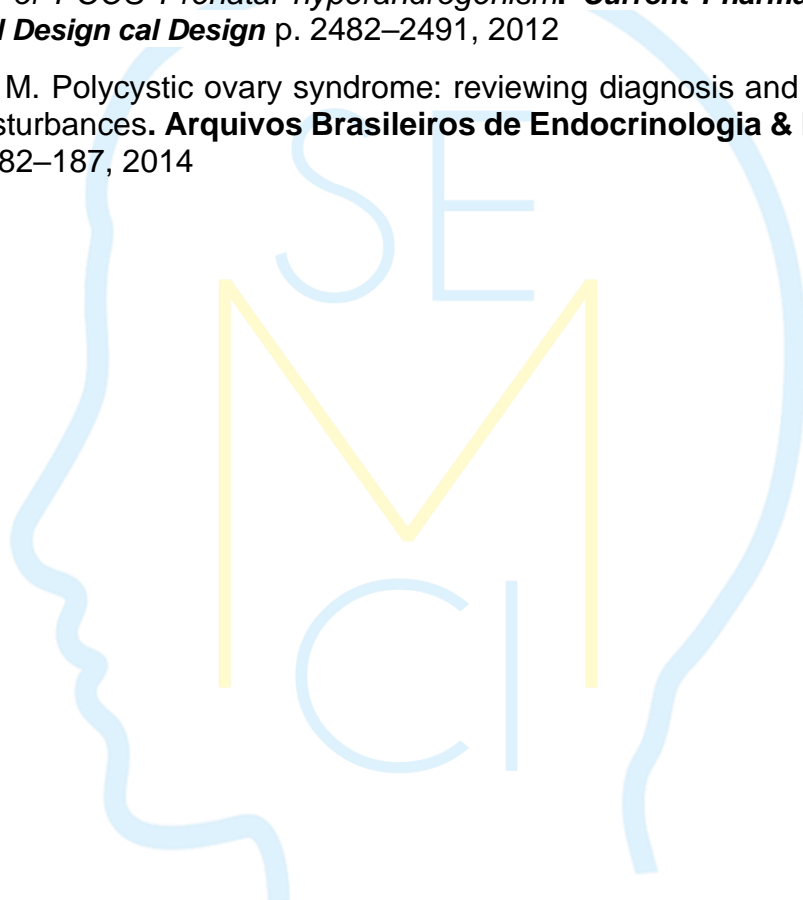 of PCOS Prenatal hyperandrogenism. Current Pharma
Design cal Design p. 2482–2491, 2012
M. Polycystic ovary syndrome: reviewing diagnosis and
sturbances. Arquivos Brasileiros de Endocrinologia &
82–187, 2014
SE
M
CI